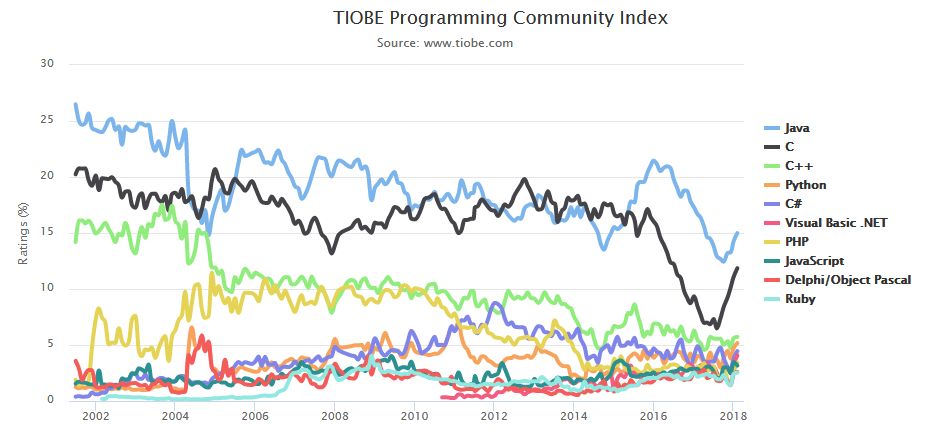 TIOBE Programming Community Index
Source: www.tiobe.com
Ratings (%)
30
25
20
15
10
5
0
2002 2004 2006 2008 2010 2012 2014 2016 2018
Java
C
C++
Python
C#
Visual Basic .NET
PHP
JavaScript
Delphi/Object Pascal
Ruby